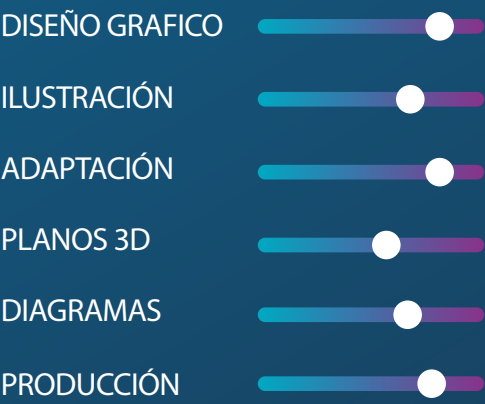 DISEÑO GRAFICO
ILUSTRACIÓN
ADAPTACIÓN
PLANOS 3D
DIAGRAMAS
PRODUCCIÓN